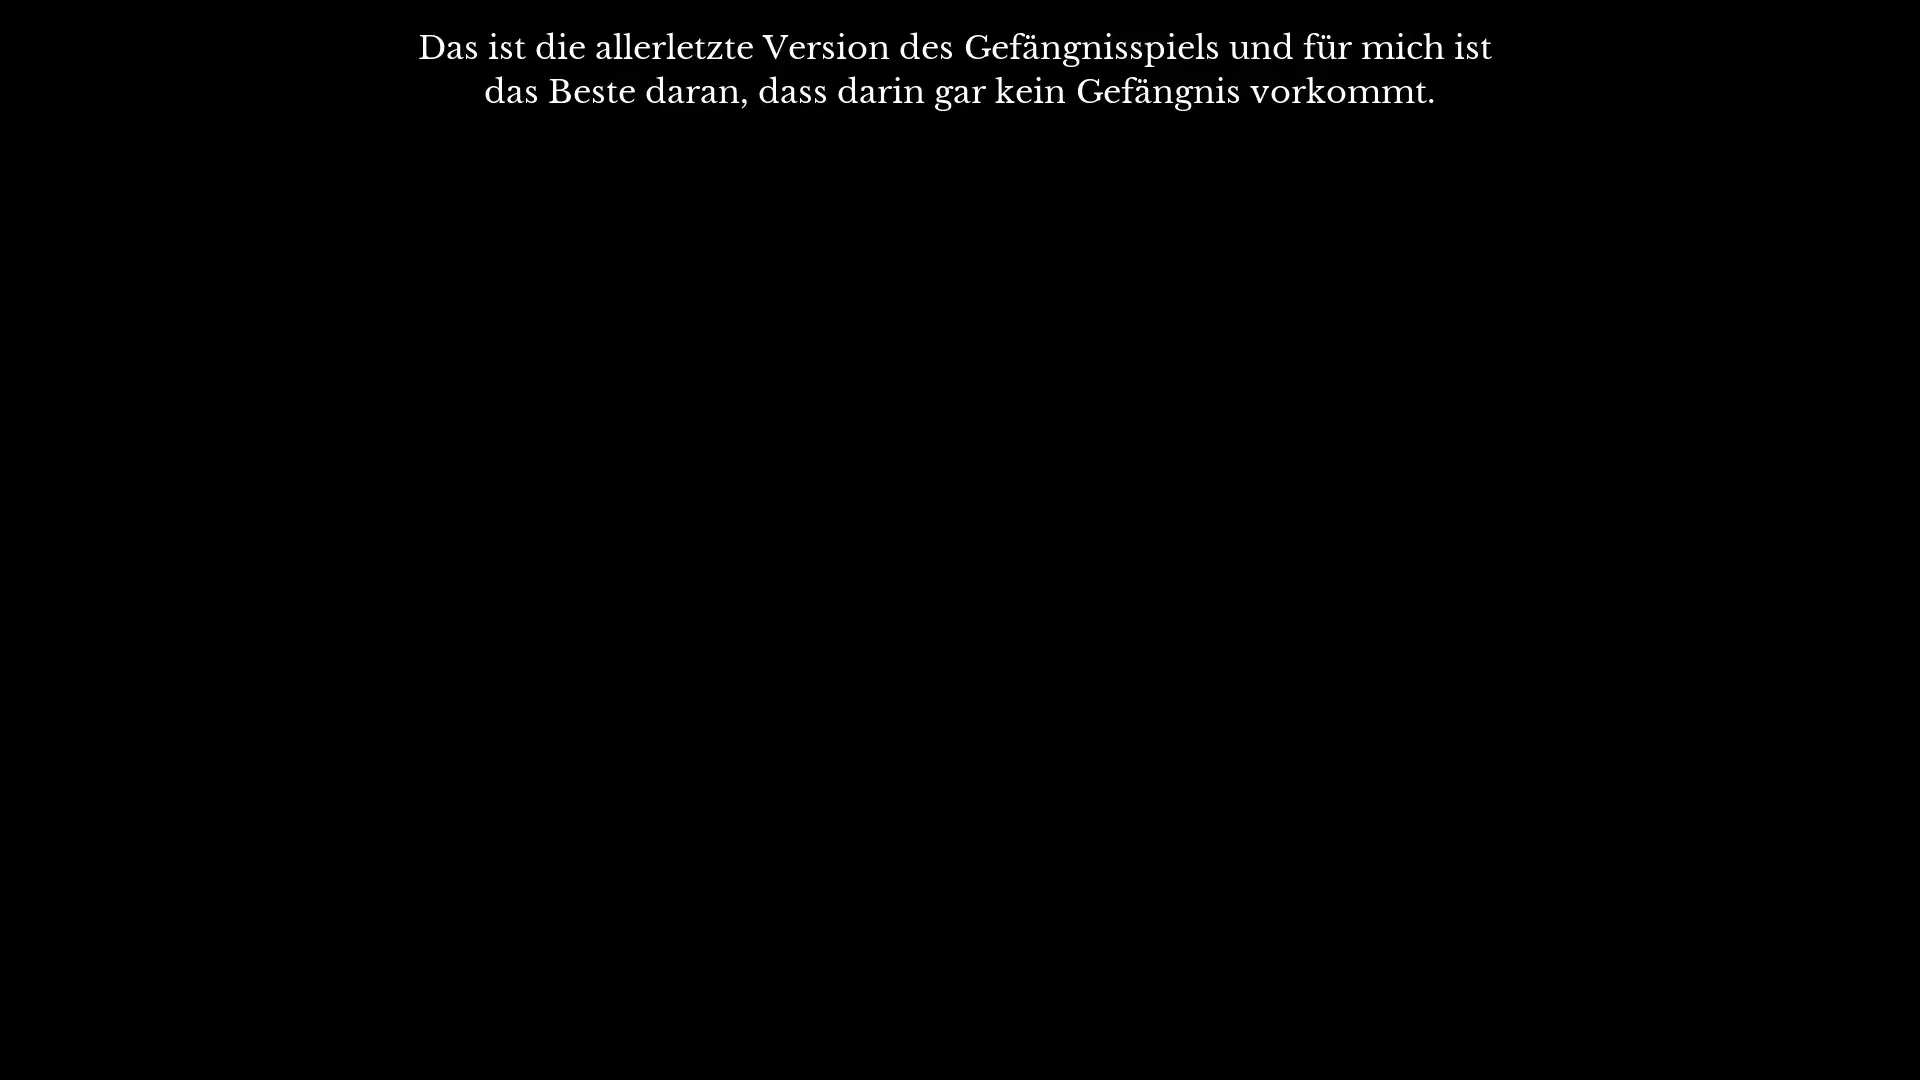 Das ist die allerletzte Version des Gefängnisspiels und für mich ist
das Beste daran, dass darin gar kein Gefängnis vorkommt.